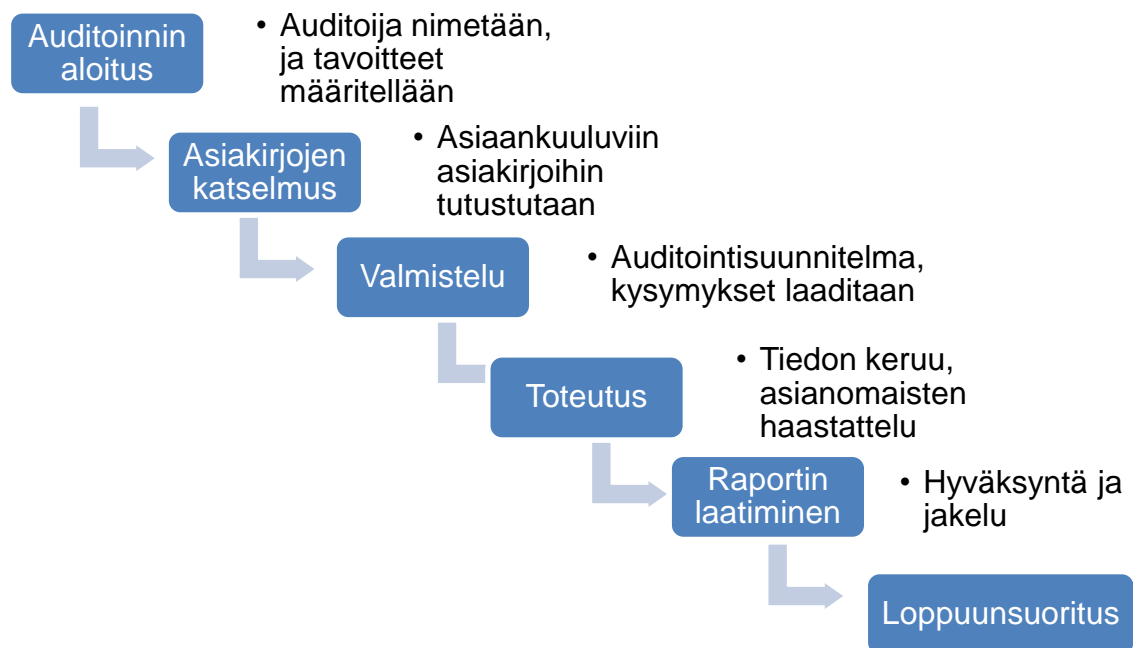 Auditoinnin
aloitus
• Auditoija nimetään,
ja tavoitteet
määritellään
Asiakirjojen
katselmus
• Asiaankuuluviin
asiakirjoihin
tutustutaan
Valmistelu
• Auditointisuunnitelma,
kysymykset laaditaan
Toteutus
• Tiedon keruu,
asianomaisten
haastattelu
Raportin
laatiminen
• Hyväksyntä ja
jakelu
Loppuunsuoritus